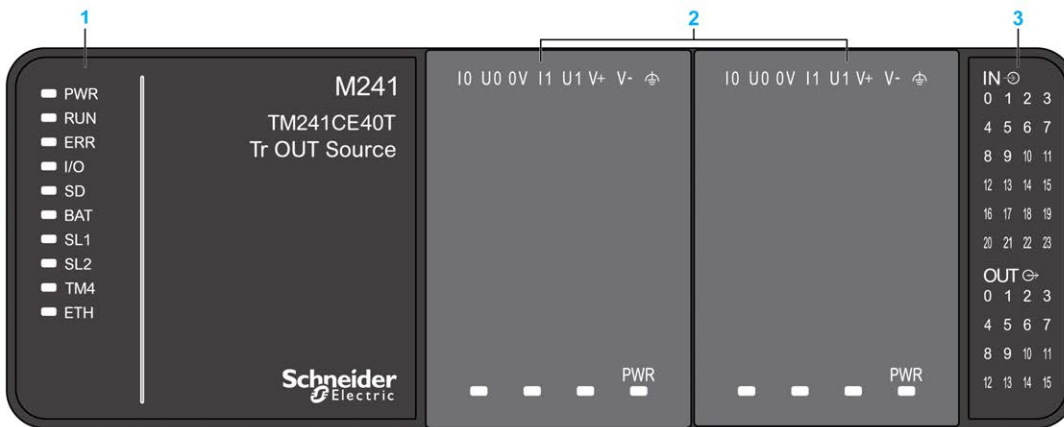 1
2
3
PWR
RUN
ERR
I/O
SD
BAT
SL1
SL2
TM4
ETH
M241
TM241CE40T
Tr OUT Source
Schneider
Electric
I0 U0 0V I1 U1 V+ V-
PWR
I0 U0 0V I1 U1 V+ V-
PWR
IN
0 1 2 3
4 5 6 7
8 9 10 11
12 13 14 15
16 17 18 19
20 21 22 23
OUT
0 1 2 3
4 5 6 7
8 9 10 11
12 13 14 15